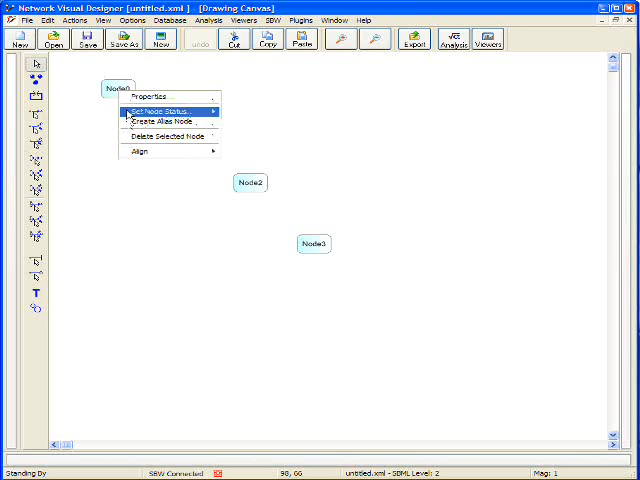 Network Visual Designer [untitled.xml ] - [Drawing Canvas]
File Edit Actions View Options Database Analysis Viewers SBW Plugins Window Help
New Open Save Save As New undo Cut Copy Paste Export Analysis Viewers
Node0
Properties...
Set Node Status...
Create Alias Node
Delete Selected Node
Align
Node2
Node3
T
Standing By SBW Connected 98, 66 untitled.xml - SBML Level: 2 Mag: 1